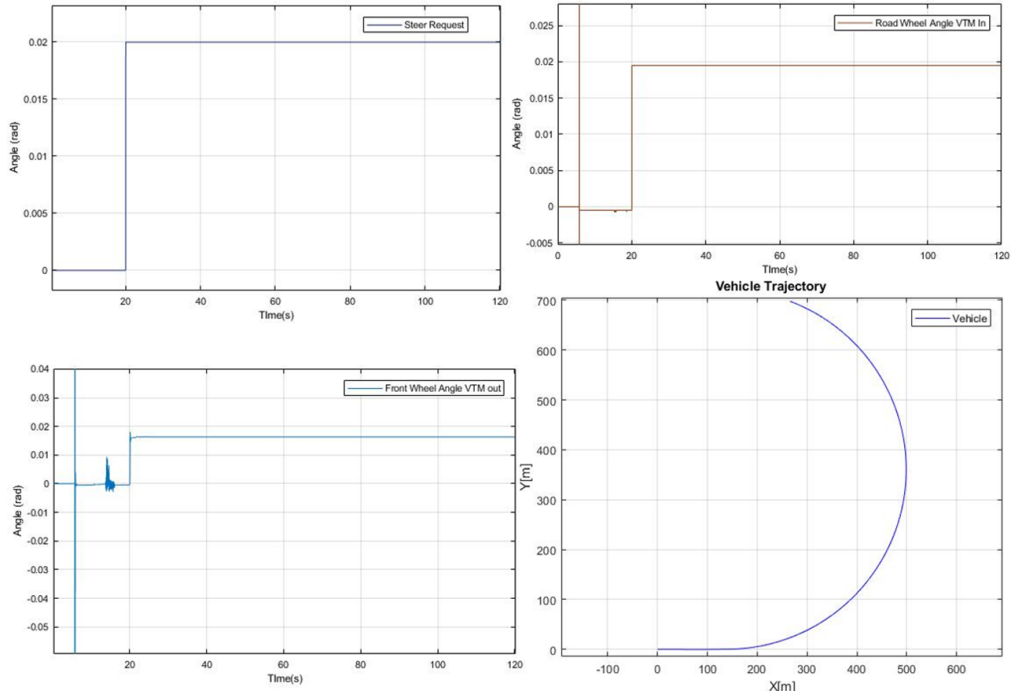 Steer Request
0.02
0.015
0.01
0.005
0
Angle (rad)
20 40 60 80 100 120
TIme(s)
Road Wheel Angle VTM In
0.025
0.02
0.015
0.01
0.005
0
-0.005
Angle (rad)
0 20 40 60 80 100 120
TIme(s)
Front Wheel Angle VTM out
0.04
0.03
0.02
0.01
0
-0.01
-0.02
-0.03
-0.04
-0.05
Angle (rad)
20 40 60 80 100 120
TIme(s)
Vehicle Trajectory
Vehicle
700
600
500
400
300
200
100
0
Y[m]
-100 0 100 200 300 400 500 600
X[m]